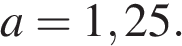 a = 1,25.